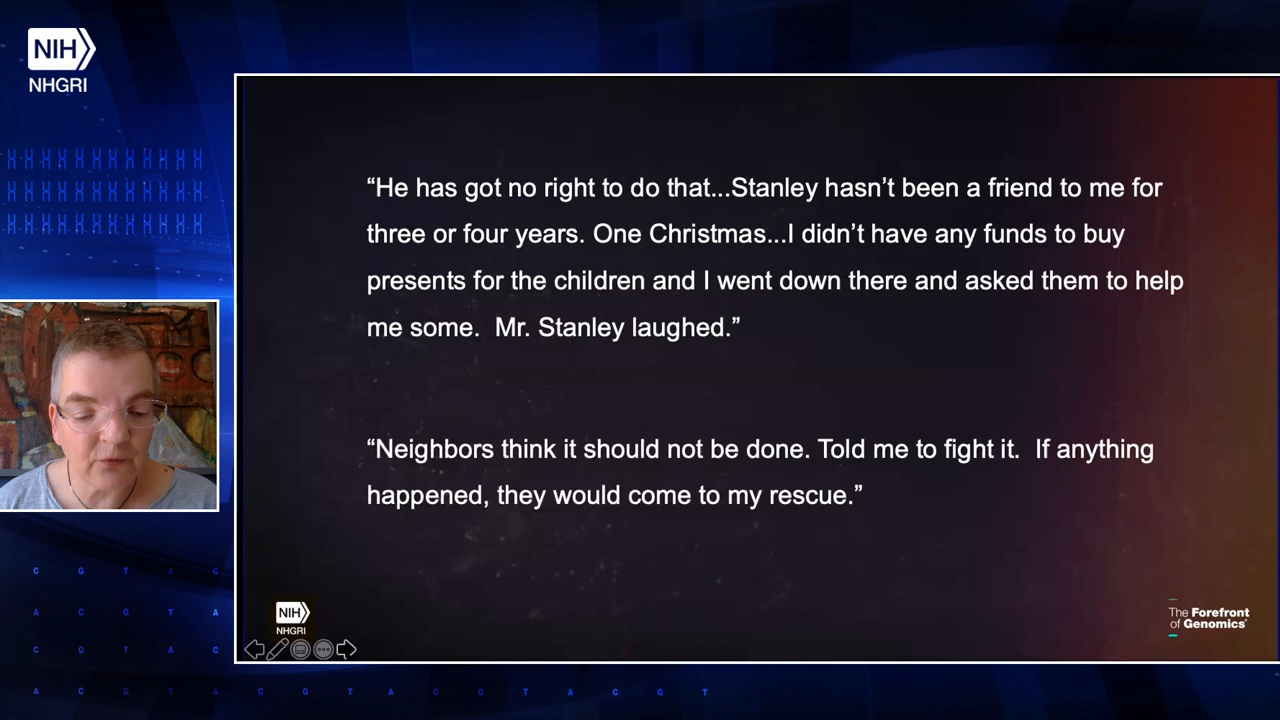 NIH
NHGRI
“He has got no right to do that...Stanley hasn’t been a friend to me for
three or four years. One Christmas...I didn’t have any funds to buy
presents for the children and I went down there and asked them to help
me some.  Mr. Stanley laughed.”
“Neighbors think it should not be done. Told me to fight it.  If anything
happened, they would come to my rescue.”
NIH
NHGRI
The Forefront
of Genomics®
C G T A C
A C G T A
C G T A C
A C G T A C G T A C G T A C G T